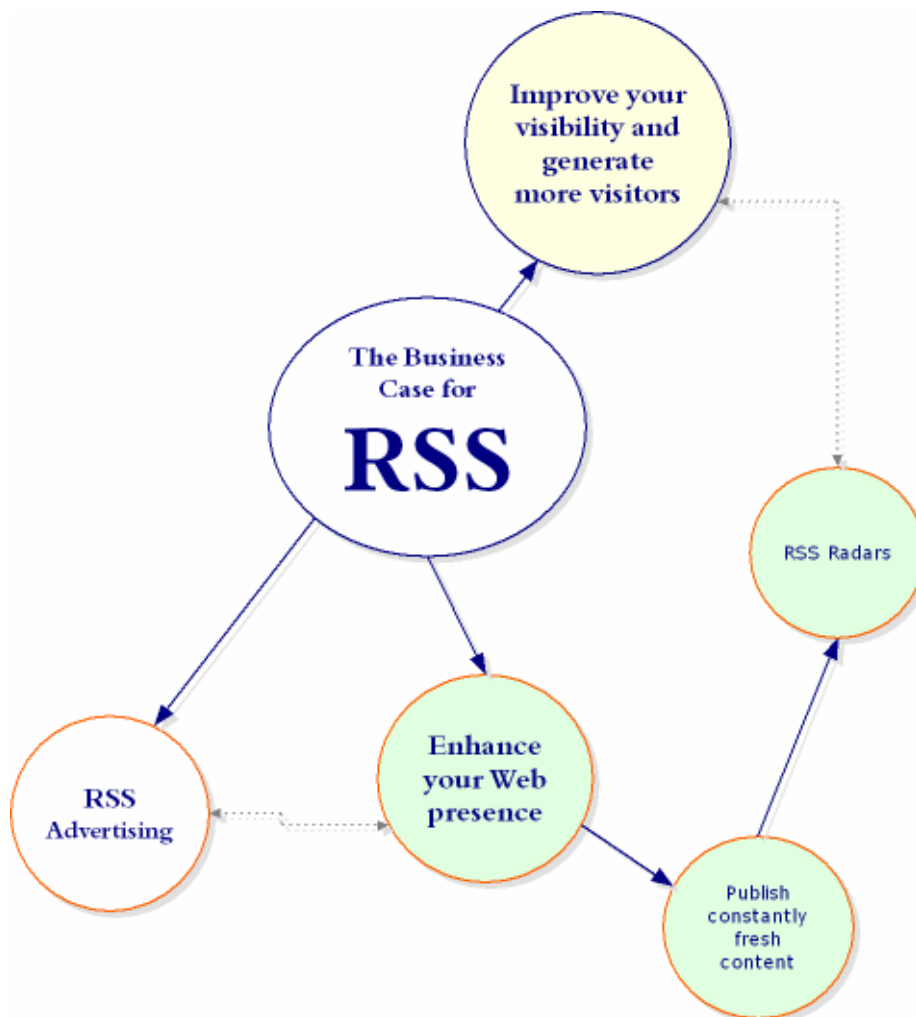 Improve your
visibility and
generate
more visitors
The Business
Case for
RSS
RSS Radars
Enhance
your Web
presence
RSS
Advertising
Publish
constantly
fresh
content